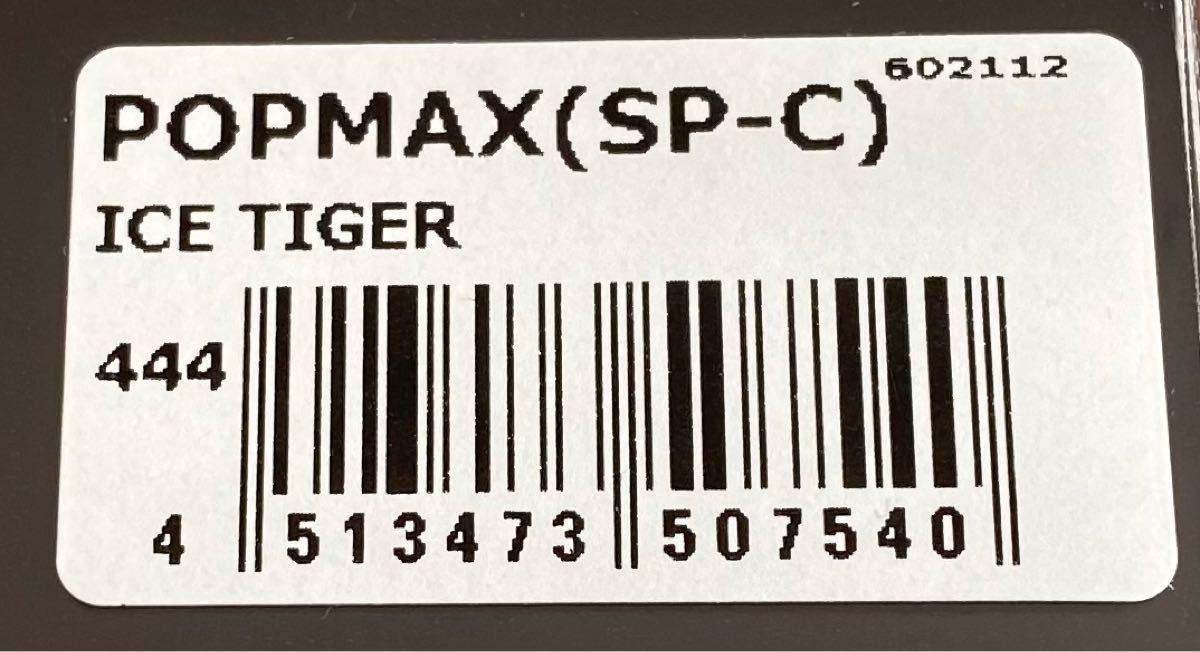 602112
POPMAX(SP-C)
ICE TIGER
444
4 513473 507540